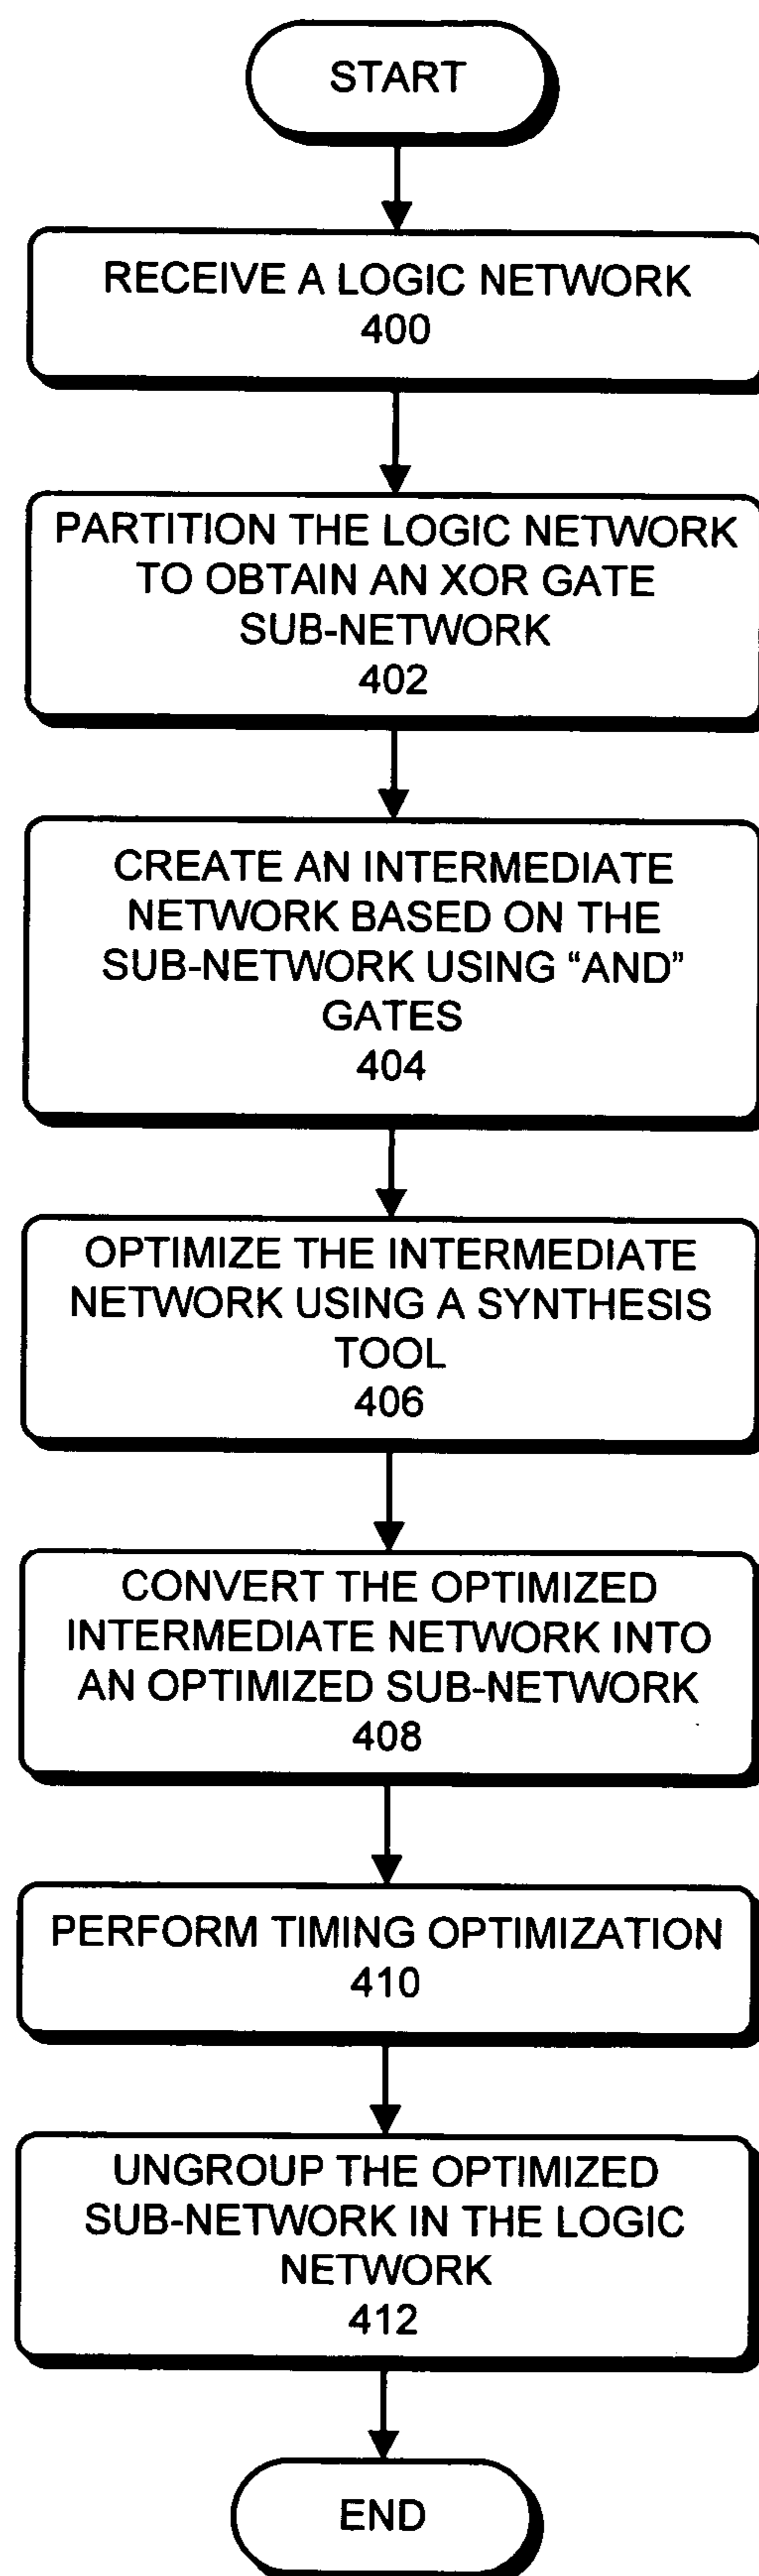 START
RECEIVE A LOGIC NETWORK
400
PARTITION THE LOGIC NETWORK
TO OBTAIN AN XOR GATE
SUB-NETWORK
402
CREATE AN INTERMEDIATE
NETWORK BASED ON THE
SUB-NETWORK USING “AND”
GATES
404
OPTIMIZE THE INTERMEDIATE
NETWORK USING A SYNTHESIS
TOOL
406
CONVERT THE OPTIMIZED
INTERMEDIATE NETWORK INTO
AN OPTIMIZED SUB-NETWORK
408
PERFORM TIMING OPTIMIZATION
410
UNGROUP THE OPTIMIZED
SUB-NETWORK IN THE LOGIC
NETWORK
412
END